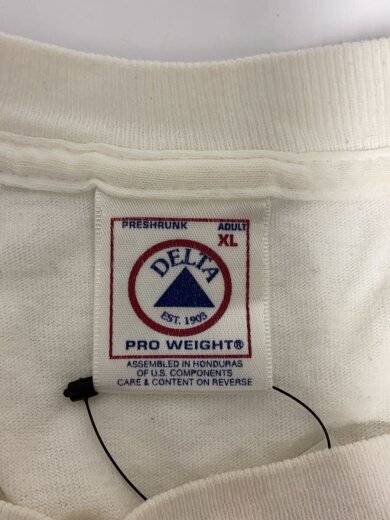 PRESHRUNK ADULT
XL
DELTA
EST. 1903
PRO WEIGHT®
ASSEMBLED IN HONDURAS
OF U.S. COMPONENTS
CARE & CONTENT ON REVERSE